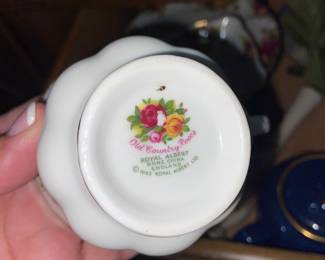 Old Country Roses
ROYAL ALBERT
BONE CHINA
ENGLAND
© 1962 ROYAL ALBERT LTD